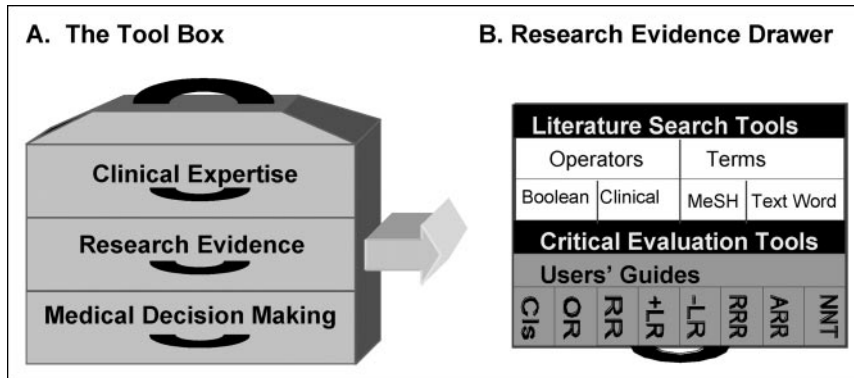 A. The Tool Box
Clinical Expertise
Research Evidence
Medical Decision Making
B. Research Evidence Drawer
Literature Search Tools
Operators Terms
Boolean Clinical MeSH Text Word
Critical Evaluation Tools
Users' Guides
CIs OR RR +LR -LR RRR ARR NNT